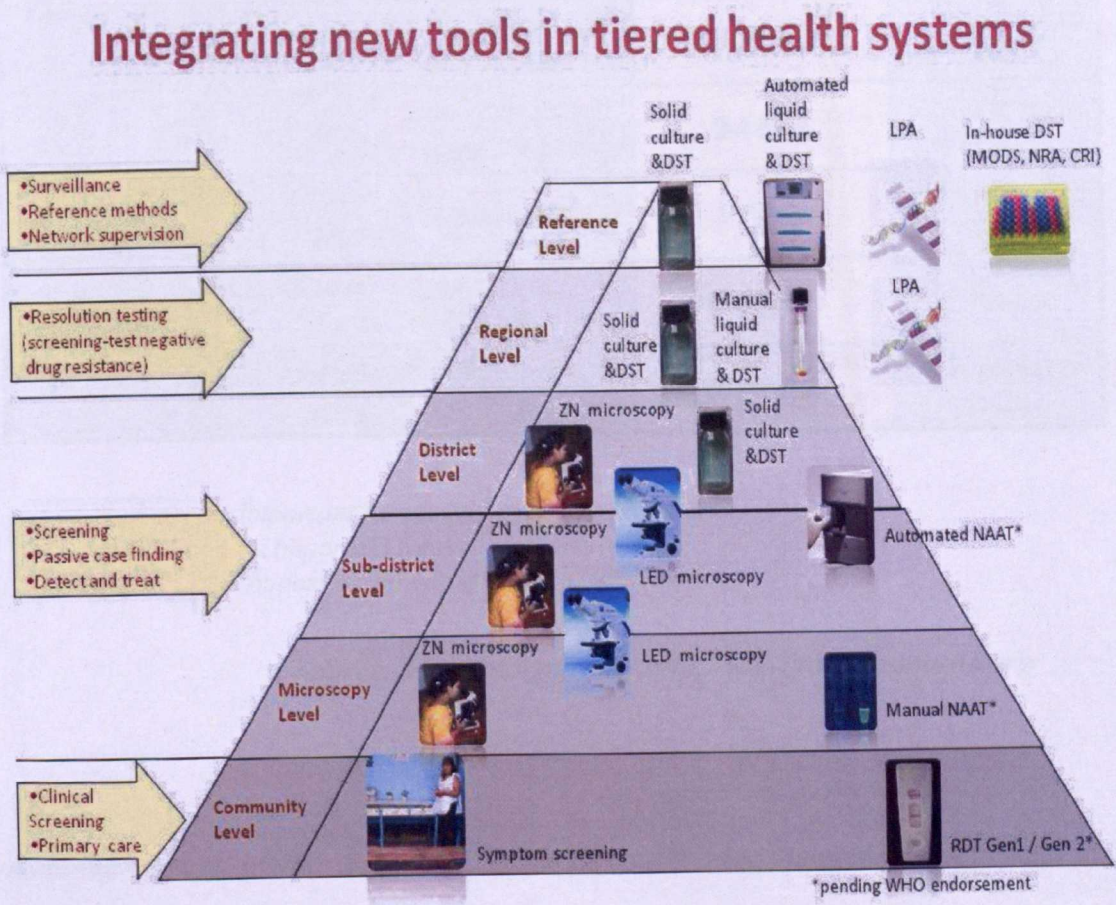 Integrating new tools in tiered health systems
Solid
culture
&DST
Automated
liquid
culture
& DST
LPA
In-house DST
(MODS, NRA, CRI)
•Surveillance
•Reference methods
•Network supervision
Reference
Level
•Resolution testing
(screening-test negative
drug resistance)
Regional
Level
Solid
culture
&DST
Manual
liquid
culture
& DST
LPA
District
Level
ZN microscopy
Solid
culture
&DST
•Screening
•Passive case finding
•Detect and treat
Sub-district
Level
ZN microscopy
LED microscopy
Automated NAAT*
Microscopy
Level
ZN microscopy
LED microscopy
Manual NAAT*
•Clinical
Screening
•Primary care
Community
Level
Symptom screening
RDT Gen1 / Gen 2*
*pending WHO endorsement